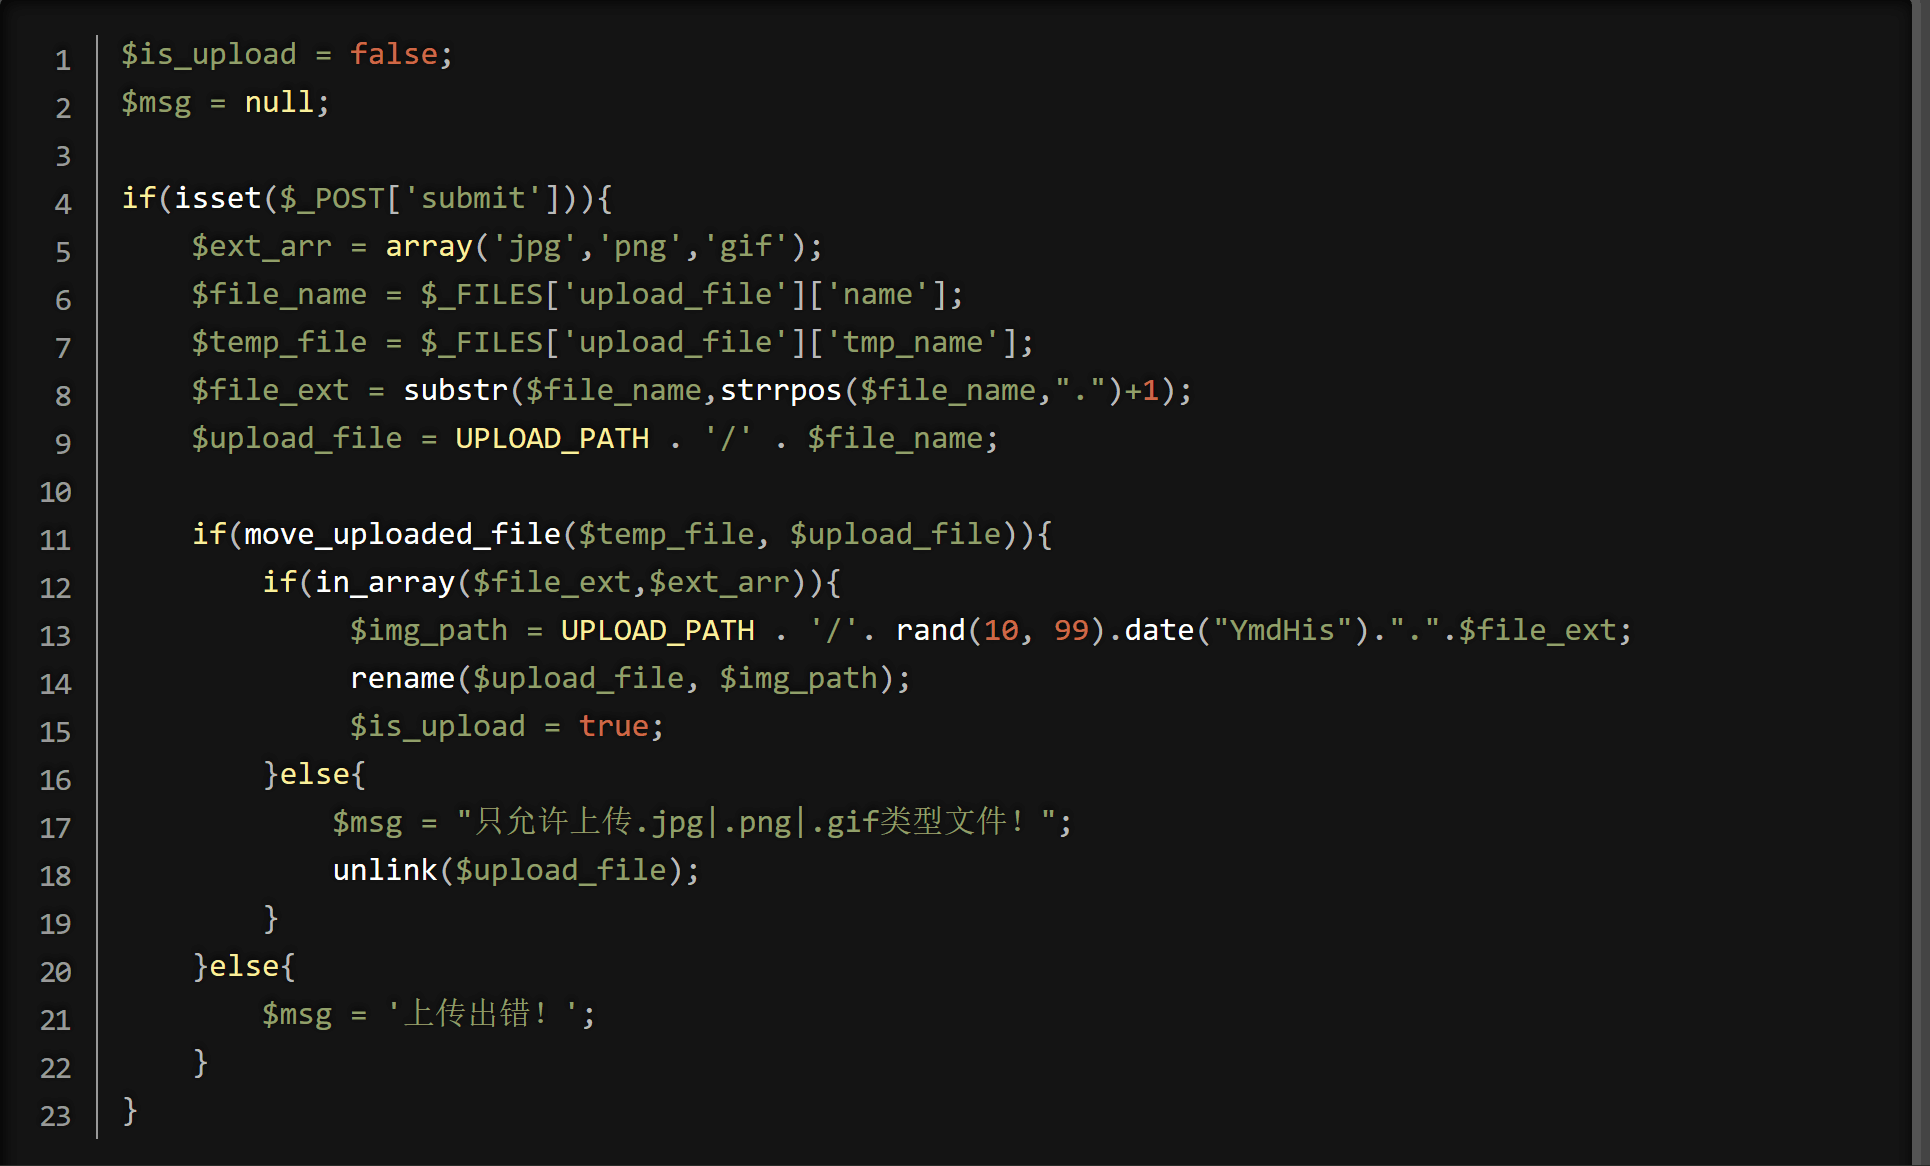 1 $is_upload = false;
2 $msg = null;
3
4 if(isset($_POST['submit'])){
5     $ext_arr = array('jpg','png','gif');
6     $file_name = $_FILES['upload_file']['name'];
7     $temp_file = $_FILES['upload_file']['tmp_name'];
8     $file_ext = substr($file_name,strrpos($file_name,".")+1);
9     $upload_file = UPLOAD_PATH . '/' . $file_name;
10
11     if(move_uploaded_file($temp_file, $upload_file)){
12         if(in_array($file_ext,$ext_arr)){
13              $img_path = UPLOAD_PATH . '/'. rand(10, 99).date("YmdHis").".".$file_ext;
14              rename($upload_file, $img_path);
15              $is_upload = true;
16         }else{
17             $msg = "只允许上传.jpg|.png|.gif类型文件！";
18             unlink($upload_file);
19         }
20     }else{
21         $msg = '上传出错！';
22     }
23 }